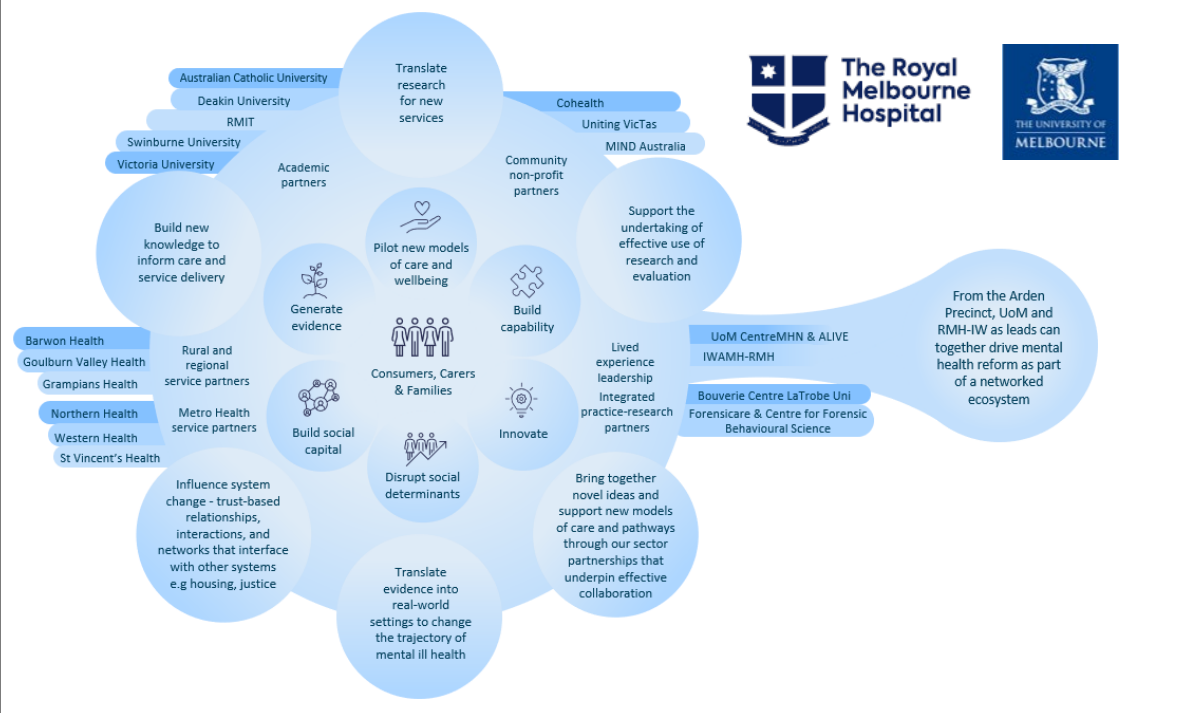 Translate
research
for new
services
Australian Catholic University
Deakin University
RMIT
Swinburne University
Victoria University
Academic
partners
Cohealth
Uniting VicTas
MIND Australia
Community
non-profit
partners
The Royal
Melbourne
Hospital
THE UNIVERSITY OF
MELBOURNE
Build new
knowledge to
inform care and
service delivery
Support the
undertaking of
effective use of
research and
evaluation
Pilot new models
of care and
wellbeing
Generate
evidence
Build
capability
Consumers, Carers
& Families
Build social
capital
Innovate
Disrupt social
determinants
Barwon Health
Goulburn Valley Health
Grampians Health
Rural and
regional
service partners
Northern Health
Western Health
St Vincent's Health
Metro Health
service partners
Lived
experience
leadership
Integrated
practice-research
partners
UoM CentreMHN & ALIVE
IWAMH-RMH
Bouverie Centre LaTrobe Uni
Forensicare & Centre for Forensic
Behavioural Science
From the Arden
Precinct, UoM and
RMH-IW as leads can
together drive mental
health reform as part
of a networked
ecosystem
Influence system
change - trust-based
relationships,
interactions, and
networks that interface
with other systems
e.g housing, justice
Translate
evidence into
real-world
settings to change
the trajectory of
mental ill health
Bring together
novel ideas and
support new models
of care and pathways
through our sector
partnerships that
underpin effective
collaboration